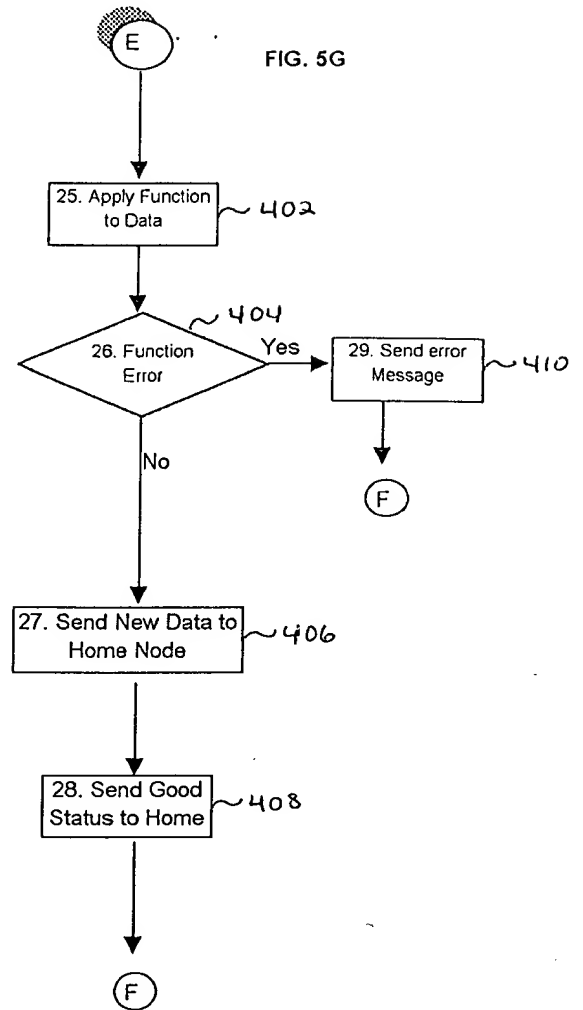 E
FIG. 5G
25. Apply Function
to Data
402
404
26. Function
Error
Yes
29. Send error
Message
410
F
No
27. Send New Data to
Home Node
406
28. Send Good
Status to Home
408
F